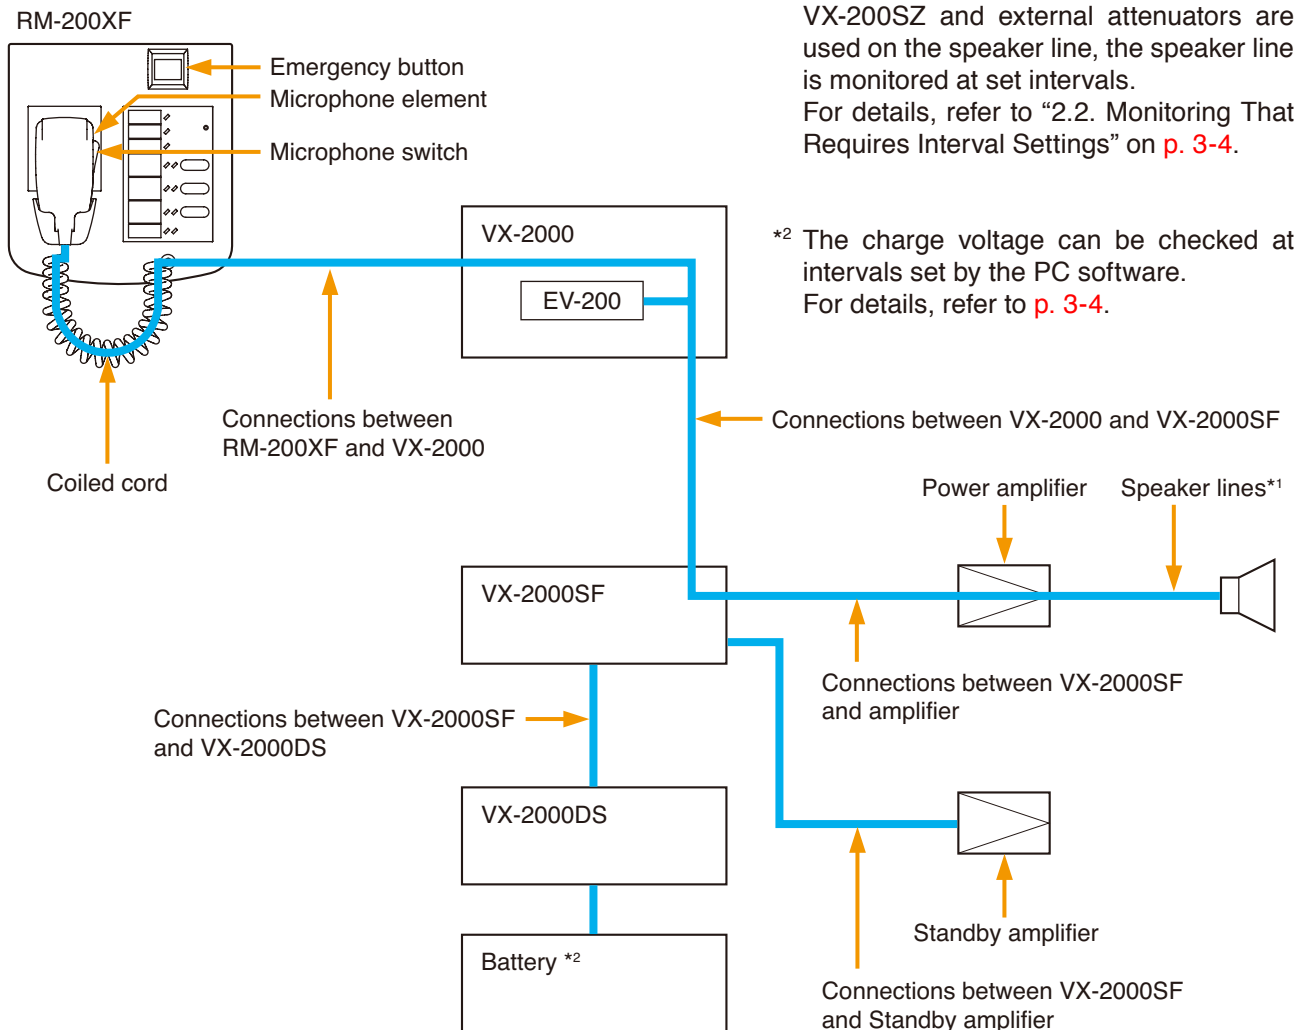 RM-200XF
Emergency button
Microphone element
Microphone switch
VX-200SZ and external attenuators are
used on the speaker line, the speaker line
is monitored at set intervals.
For details, refer to “2.2. Monitoring That
Requires Interval Settings” on p. 3-4.
*2 The charge voltage can be checked at
intervals set by the PC software.
For details, refer to p. 3-4.
VX-2000
EV-200
Connections between
RM-200XF and VX-2000
Coiled cord
Connections between VX-2000 and VX-2000SF
Power amplifier
Speaker lines*1
VX-2000SF
Connections between VX-2000SF
and amplifier
Connections between VX-2000SF
and VX-2000DS
VX-2000DS
Standby amplifier
Battery *2
Connections between VX-2000SF
and Standby amplifier